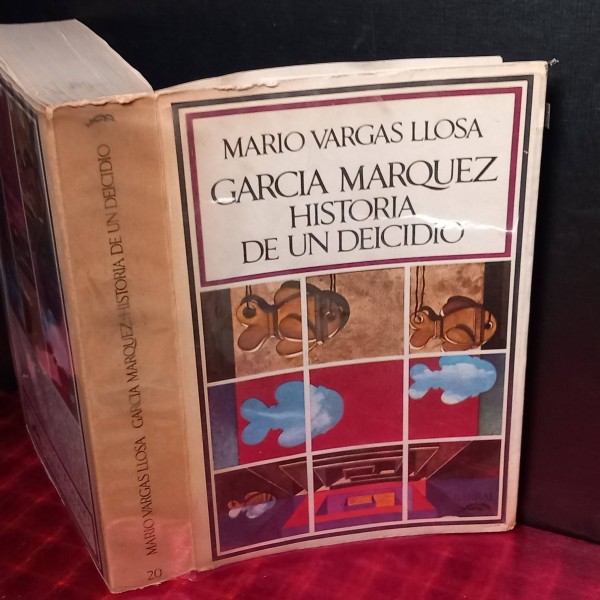 MARIO VARGAS LLOSA
GARCIA MARQUEZ
HISTORIA
DE UN DEICIDIO
MARIO VARGAS LLOSA GARCIA MARQUEZ: HISTORIA DE UN DEICIDIO
20